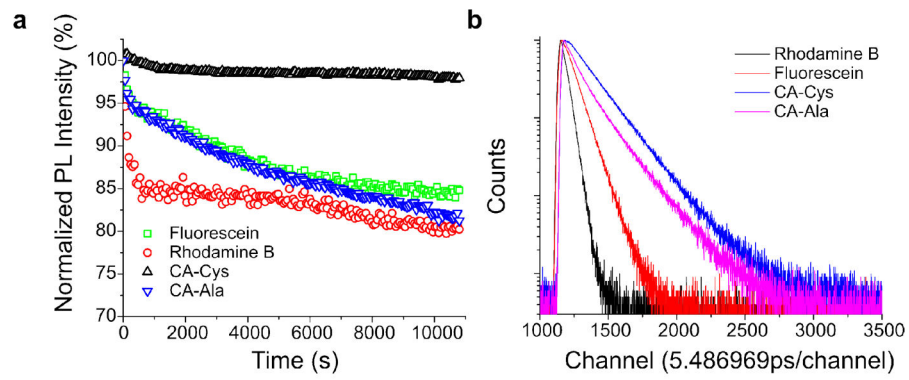 a
Normalized PL Intensity (%)
100
95
90
85
80
75
70
Fluorescein
Rhodamine B
CA-Cys
CA-Ala
0
2000
4000
6000
8000
10000
Time (s)
b
Counts
Rhodamine B
Fluorescein
CA-Cys
CA-Ala
1000
1500
2000
2500
3000
3500
Channel (5.486969ps/channel)